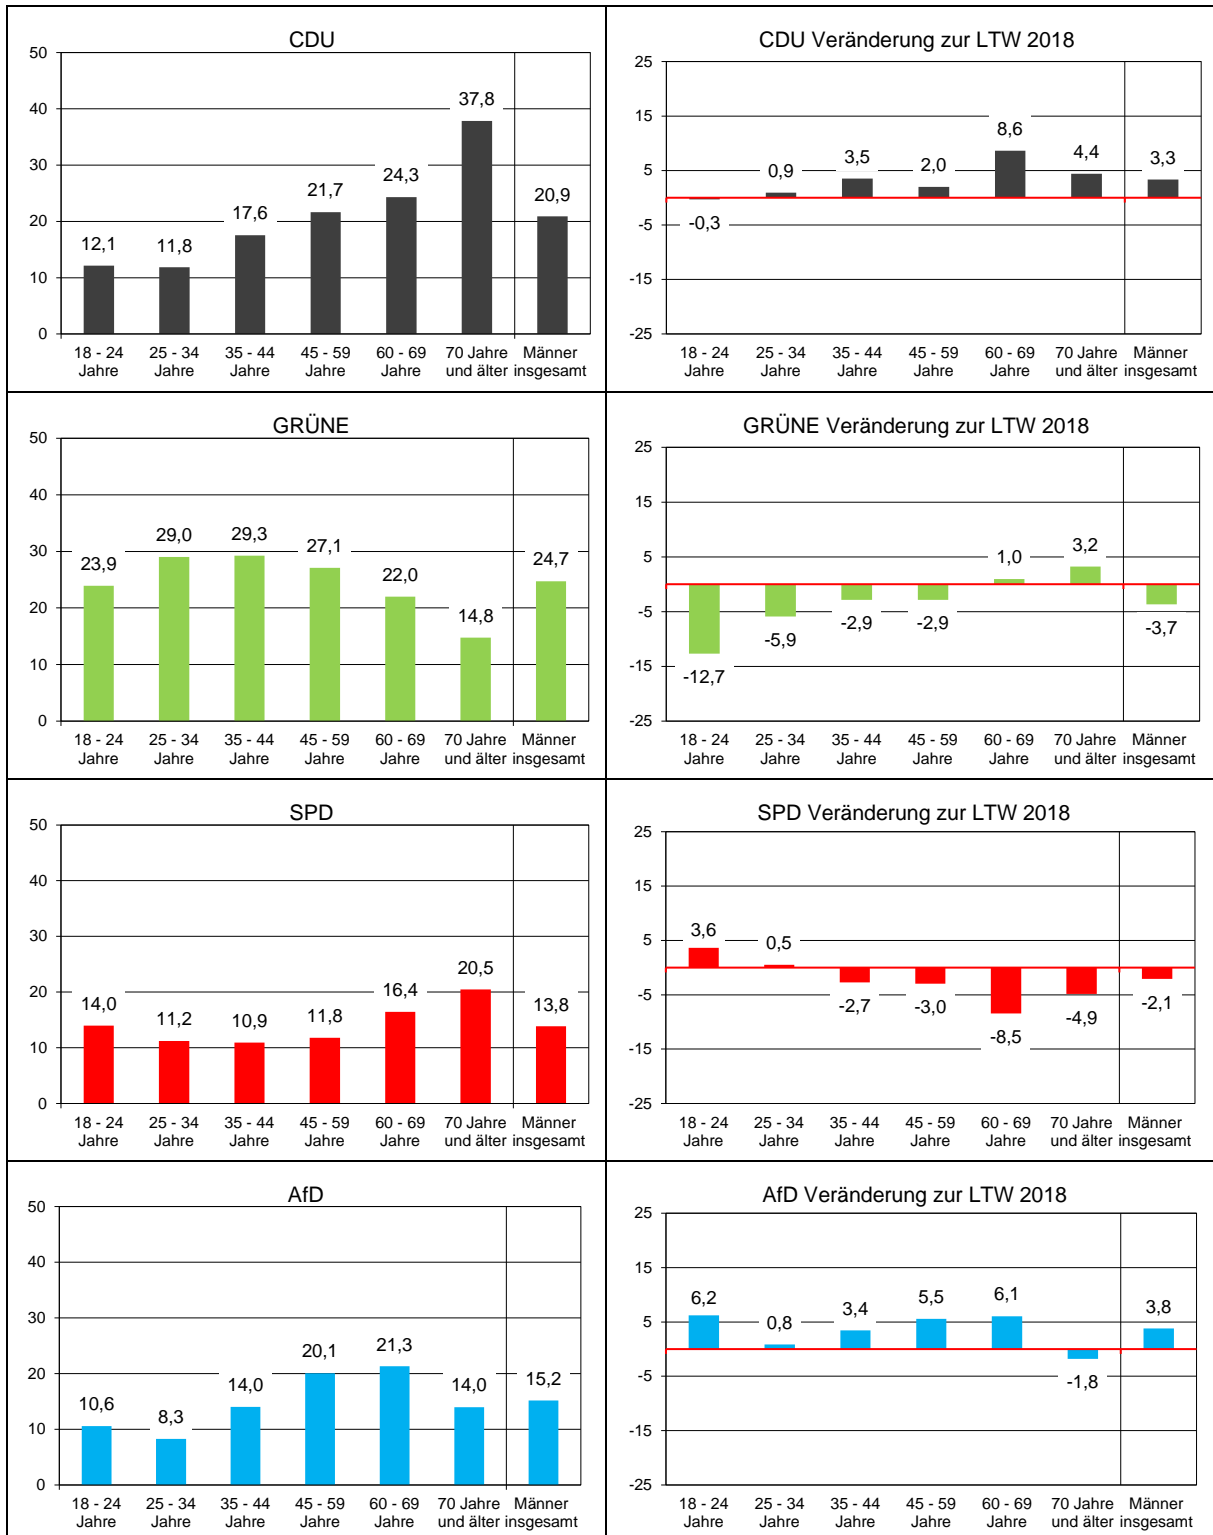 CDU
50
40
30
20
10
0
12,1
11,8
17,6
21,7
24,3
37,8
20,9
18 - 24 Jahre
25 - 34 Jahre
35 - 44 Jahre
45 - 59 Jahre
60 - 69 Jahre
70 Jahre und älter
Männer insgesamt
CDU Veränderung zur LTW 2018
25
15
5
-5
-15
-25
-0,3
0,9
3,5
2,0
8,6
4,4
3,3
18 - 24 Jahre
25 - 34 Jahre
35 - 44 Jahre
45 - 59 Jahre
60 - 69 Jahre
70 Jahre und älter
Männer insgesamt
GRÜNE
50
40
30
20
10
0
23,9
29,0
29,3
27,1
22,0
14,8
24,7
18 - 24 Jahre
25 - 34 Jahre
35 - 44 Jahre
45 - 59 Jahre
60 - 69 Jahre
70 Jahre und älter
Männer insgesamt
GRÜNE Veränderung zur LTW 2018
25
15
5
-5
-15
-25
-12,7
-5,9
-2,9
-2,9
1,0
3,2
-3,7
18 - 24 Jahre
25 - 34 Jahre
35 - 44 Jahre
45 - 59 Jahre
60 - 69 Jahre
70 Jahre und älter
Männer insgesamt
SPD
50
40
30
20
10
0
14,0
11,2
10,9
11,8
16,4
20,5
13,8
18 - 24 Jahre
25 - 34 Jahre
35 - 44 Jahre
45 - 59 Jahre
60 - 69 Jahre
70 Jahre und älter
Männer insgesamt
SPD Veränderung zur LTW 2018
25
15
5
-5
-15
-25
3,6
0,5
-2,7
-3,0
-8,5
-4,9
-2,1
18 - 24 Jahre
25 - 34 Jahre
35 - 44 Jahre
45 - 59 Jahre
60 - 69 Jahre
70 Jahre und älter
Männer insgesamt
AfD
50
40
30
20
10
0
10,6
8,3
14,0
20,1
21,3
14,0
15,2
18 - 24 Jahre
25 - 34 Jahre
35 - 44 Jahre
45 - 59 Jahre
60 - 69 Jahre
70 Jahre und älter
Männer insgesamt
AfD Veränderung zur LTW 2018
25
15
5
-5
-15
-25
6,2
0,8
3,4
5,5
6,1
-1,8
3,8
18 - 24 Jahre
25 - 34 Jahre
35 - 44 Jahre
45 - 59 Jahre
60 - 69 Jahre
70 Jahre und älter
Männer insgesamt